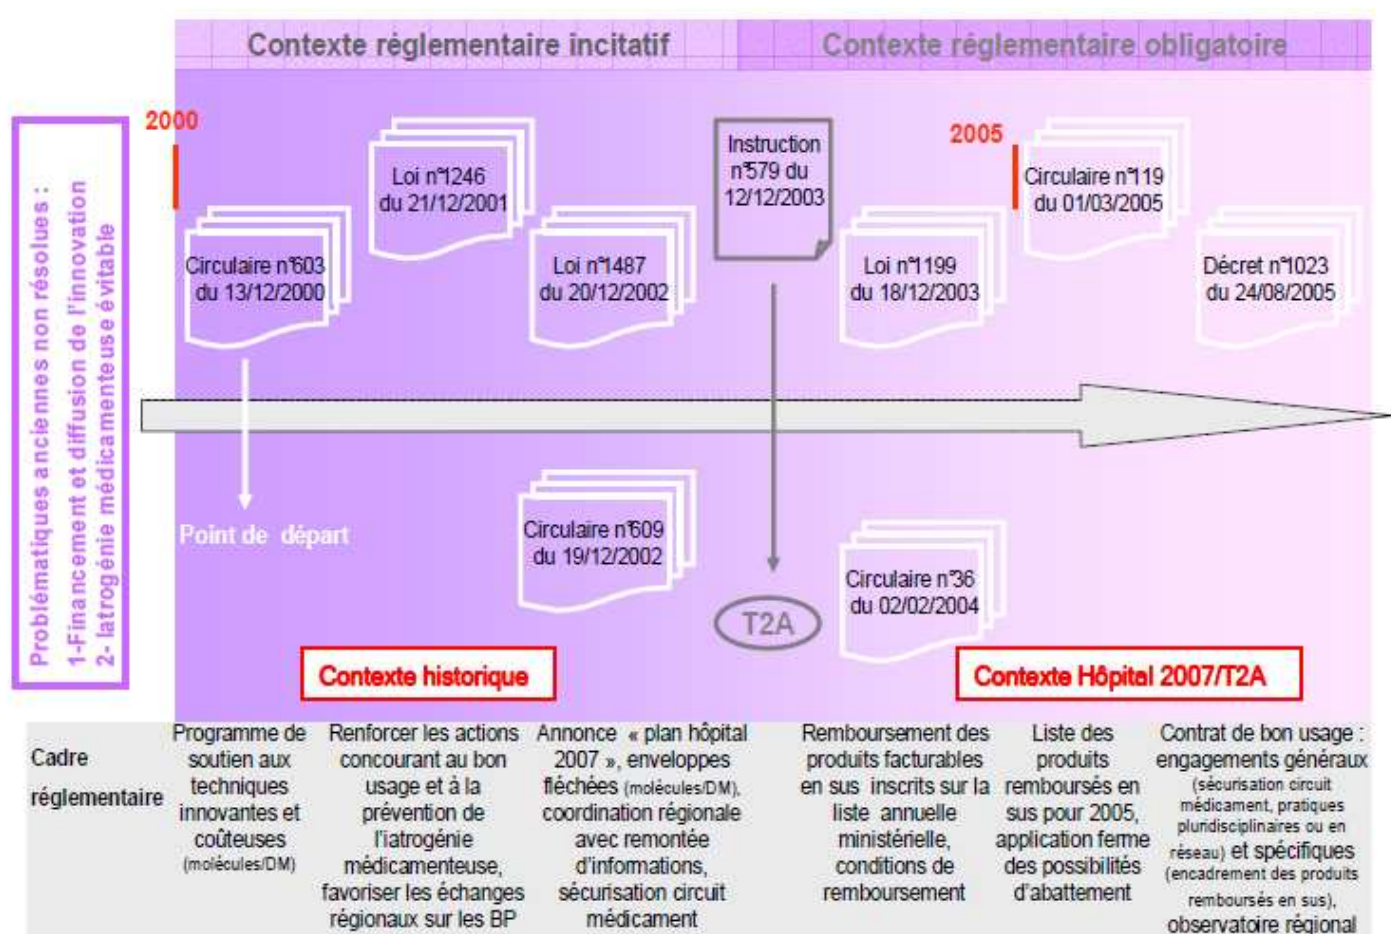 Contexte réglementaire incitatif
Contexte réglementaire obligatoire
Problématiques anciennes non résolues :
1-Financement et diffusion de l'innovation
2- Iatrogénie médicamenteuse évitable
2000
Circulaire n°603
du 13/12/2000
Loi n°1246
du 21/12/2001
Loi n°1487
du 20/12/2002
Instruction
n°579 du
12/12/2003
2005
Loi n°1199
du 18/12/2003
Circulaire n°119
du 01/03/2005
Décret n°1023
du 24/08/2005
Point de départ
Circulaire n°609
du 19/12/2002
T2A
Circulaire n°36
du 02/02/2004
Contexte historique
Contexte Hôpital 2007/T2A
Cadre
réglementaire
Programme de
soutien aux
techniques
innovantes et
coûteuses
(molécules/DM)
Renforcer les actions
concourant au bon
usage et à la
prévention de
l'iatrogénie
médicamenteuse,
favoriser les échanges
régionaux sur les BP
Annonce « plan hôpital
2007 », enveloppes
fléchées (molécules/DM),
coordination régionale
avec remontée
d'informations,
sécurisation circuit
médicament
Remboursement des
produits facturables
en sus inscrits sur la
liste annuelle
ministérielle,
conditions de
remboursement
Liste des
produits
remboursés en
sus pour 2005,
application ferme
des possibilités
d'abattement
Contrat de bon usage :
engagements généraux
(sécurisation circuit
médicament, pratiques
pluridisciplinaires ou en
réseau) et spécifiques
(encadrement des produits
remboursés en sus),
observatoire régional